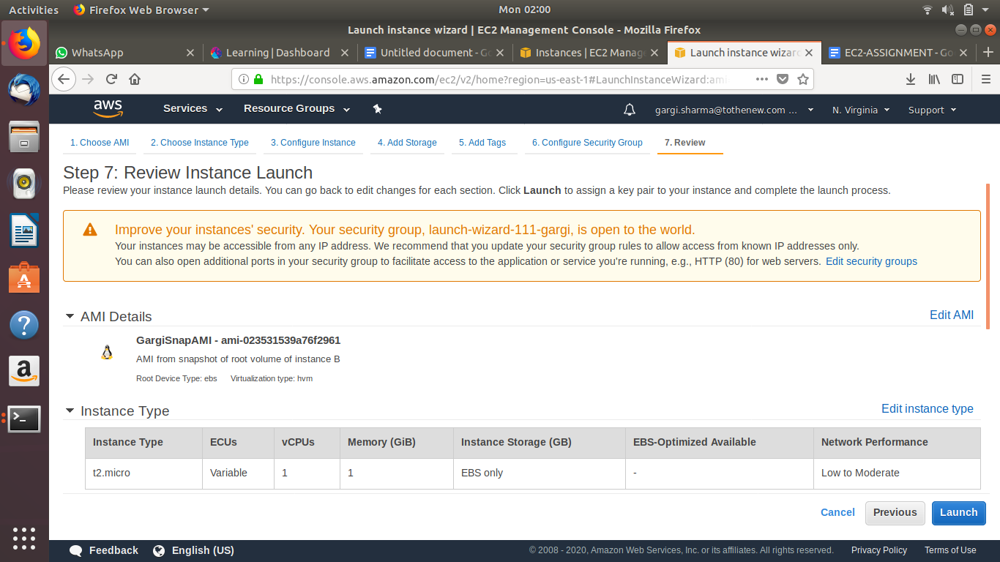 Activities Firefox Web Browser Mon 02:00
Launch instance wizard | EC2 Management Console - Mozilla Firefox
WhatsApp Learning | Dashboard Untitled document - Go Instances | EC2 Manag Launch instance wizard EC2-ASSIGNMENT - Go
https://console.aws.amazon.com/ec2/v2/home?region=us-east-1#LaunchInstanceWizard:ami
aws Services Resource Groups gargi.sharma@tothenew.com ... N. Virginia Support
1. Choose AMI 2. Choose Instance Type 3. Configure Instance 4. Add Storage 5. Add Tags 6. Configure Security Group 7. Review
Step 7: Review Instance Launch
Please review your instance launch details. You can go back to edit changes for each section. Click Launch to assign a key pair to your instance and complete the launch process.
Improve your instances' security. Your security group, launch-wizard-111-gargi, is open to the world.
Your instances may be accessible from any IP address. We recommend that you update your security group rules to allow access from known IP addresses only.
You can also open additional ports in your security group to facilitate access to the application or service you're running, e.g., HTTP (80) for web servers. Edit security groups
AMI Details Edit AMI
GargiSnapAMI - ami-023531539a76f2961
AMI from snapshot of root volume of instance B
Root Device Type: ebs Virtualization type: hvm
Instance Type Edit instance type
Instance Type ECUs vCPUs Memory (GiB) Instance Storage (GB) EBS-Optimized Available Network Performance
t2.micro Variable 1 1 EBS only - Low to Moderate
Cancel Previous Launch
Feedback English (US) © 2008 - 2020, Amazon Web Services, Inc. or its affiliates. All rights reserved. Privacy Policy Terms of Use